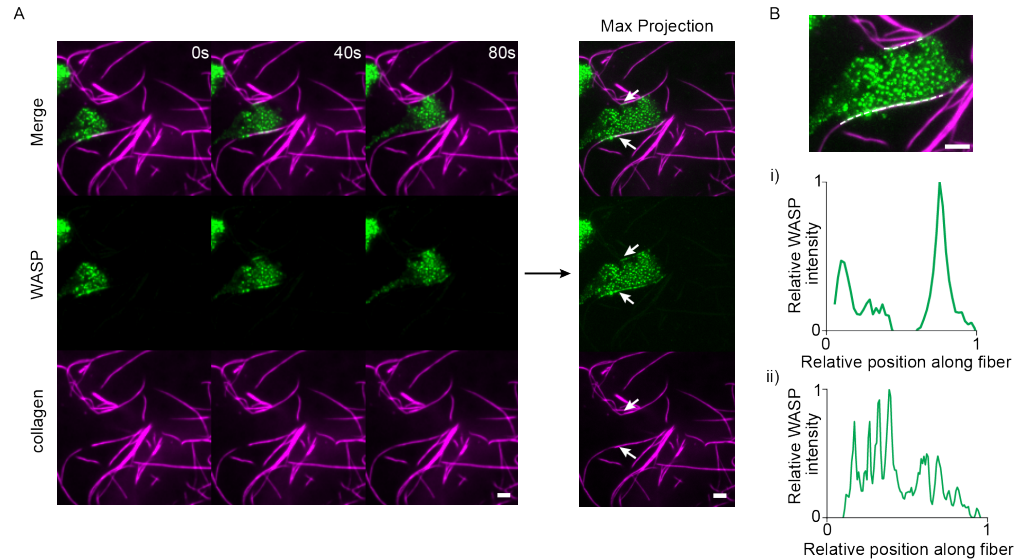 A
B
Max Projection
0s
40s
80s
Merge
WASP
collagen
i)
Relative WASP
intensity
1
0
0
1
Relative position along fiber
ii)
Relative WASP
intensity
1
0
0
1
Relative position along fiber